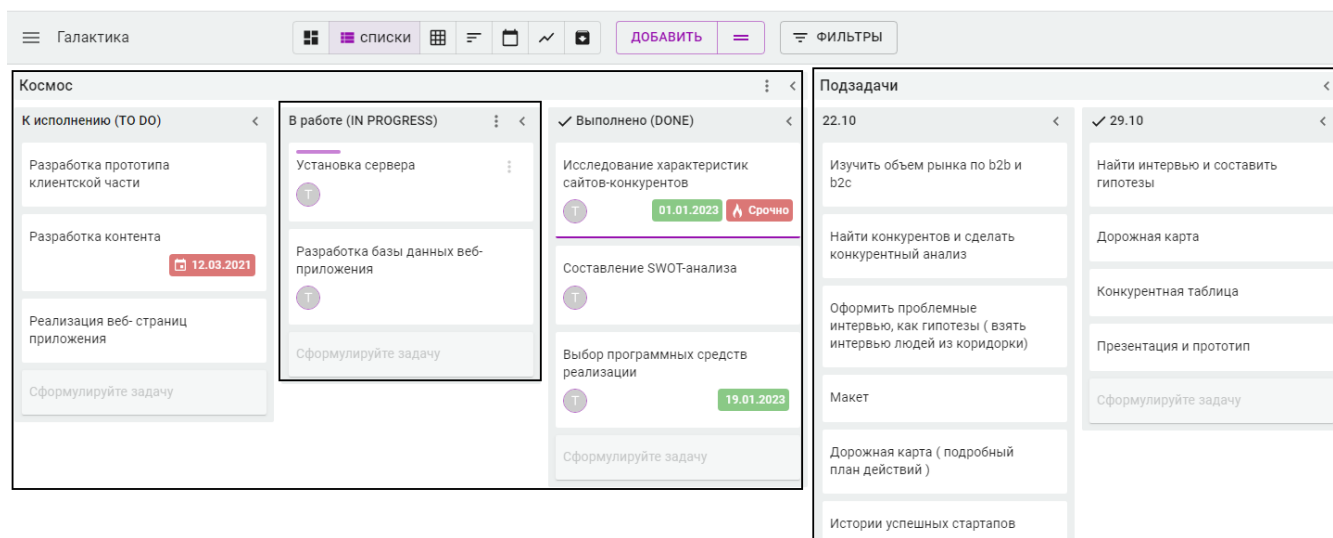 Галактика
списки
ДОБАВИТЬ
ФИЛЬТРЫ
Космос
К исполнению (TO DO)
Разработка прототипа
клиентской части
Разработка контента
12.03.2021
Реализация веб- страниц
приложения
Сформулируйте задачу
В работе (IN PROGRESS)
Установка сервера
T
Разработка базы данных веб-
приложения
T
Сформулируйте задачу
Выполнено (DONE)
Исследование характеристик
сайтов-конкурентов
T
01.01.2023 Срочно
Составление SWOT-анализа
T
Выбор программных средств
реализации
T
19.01.2023
Сформулируйте задачу
Подзадачи
22.10
Изучить объем рынка по b2b и
b2c
Найти конкурентов и сделать
конкурентный анализ
Оформить проблемные
интервью, как гипотезы ( взять
интервью людей из коридорки)
Макет
Дорожная карта ( подробный
план действий )
Истории успешных стартапов
29.10
Найти интервью и составить
гипотезы
Дорожная карта
Конкурентная таблица
Презентация и прототип
Сформулируйте задачу